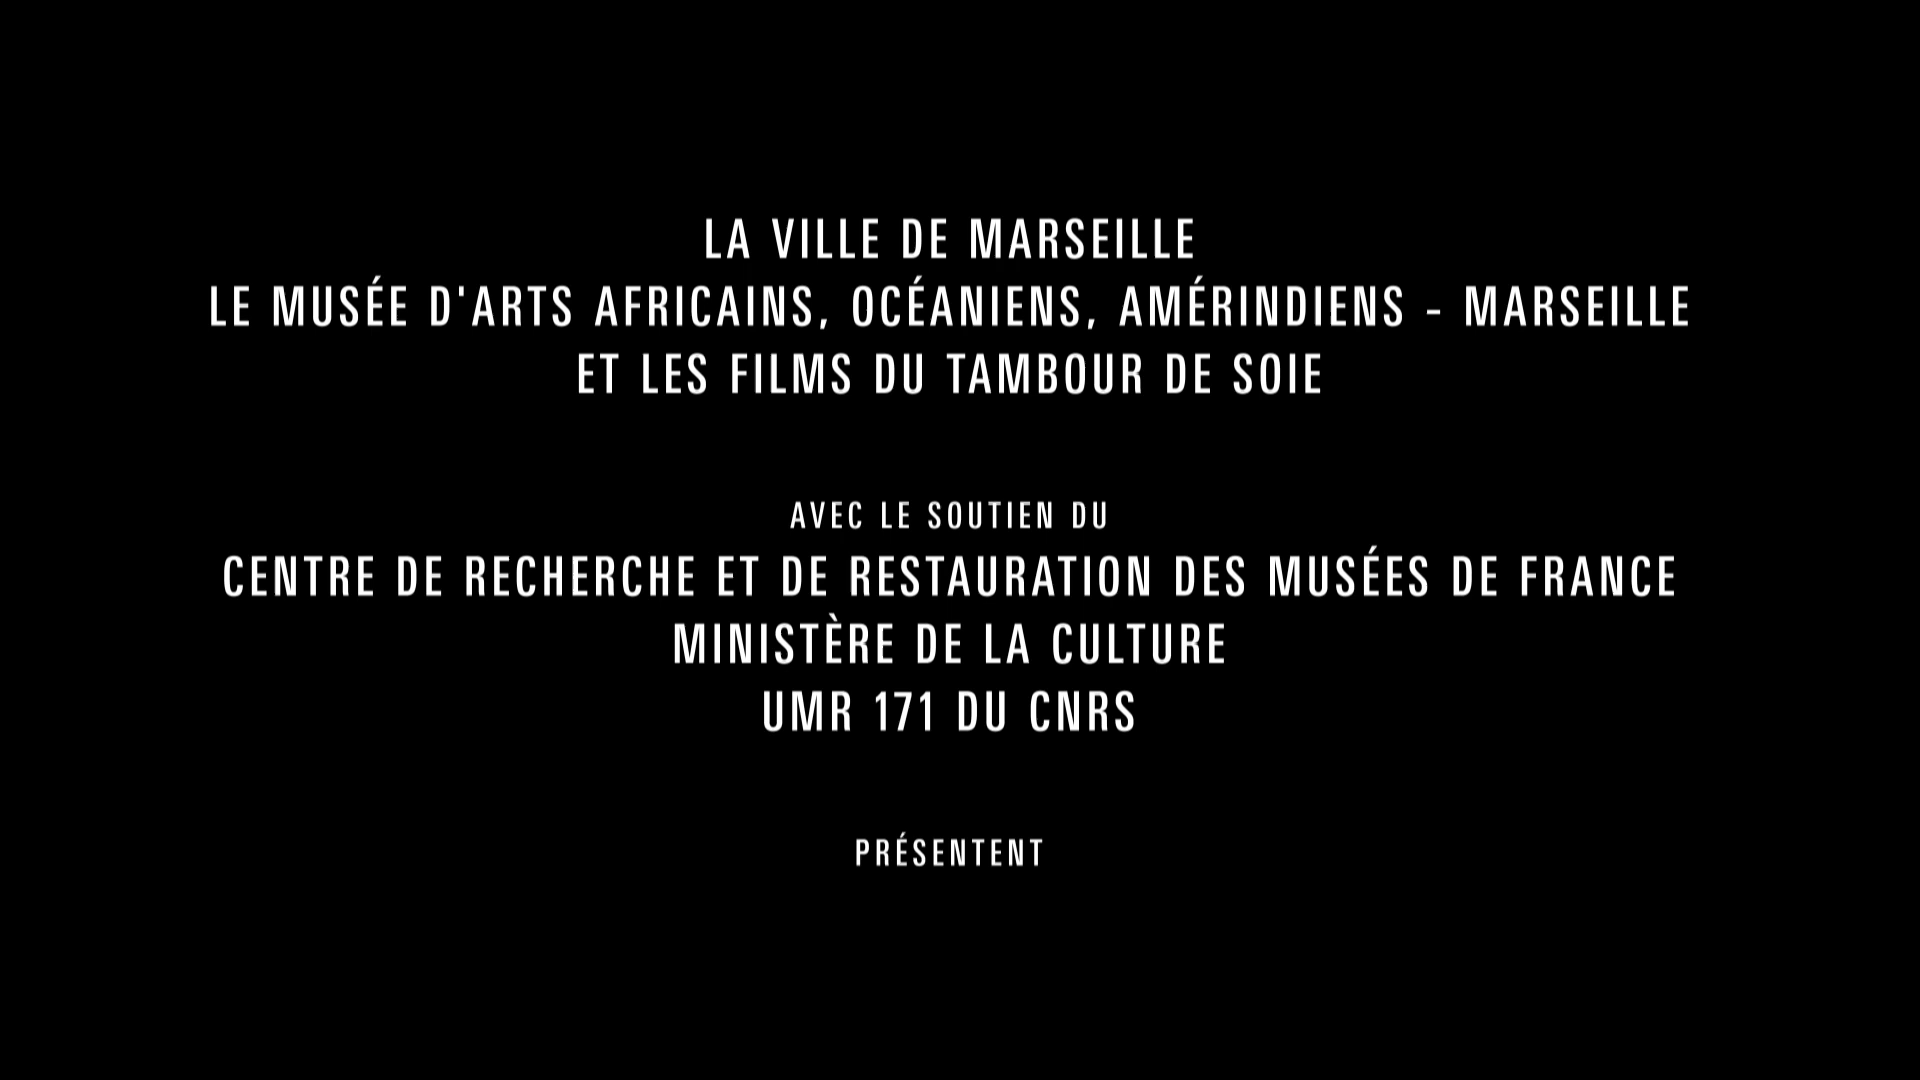 LA VILLE DE MARSEILLE
LE MUSÉE D'ARTS AFRICAINS, OCÉANIENS, AMÉRINDIENS - MARSEILLE
ET LES FILMS DU TAMBOUR DE SOIE
AVEC LE SOUTIEN DU
CENTRE DE RECHERCHE ET DE RESTAURATION DES MUSÉES DE FRANCE
MINISTÈRE DE LA CULTURE
UMR 171 DU CNRS
PRÉSENTENT